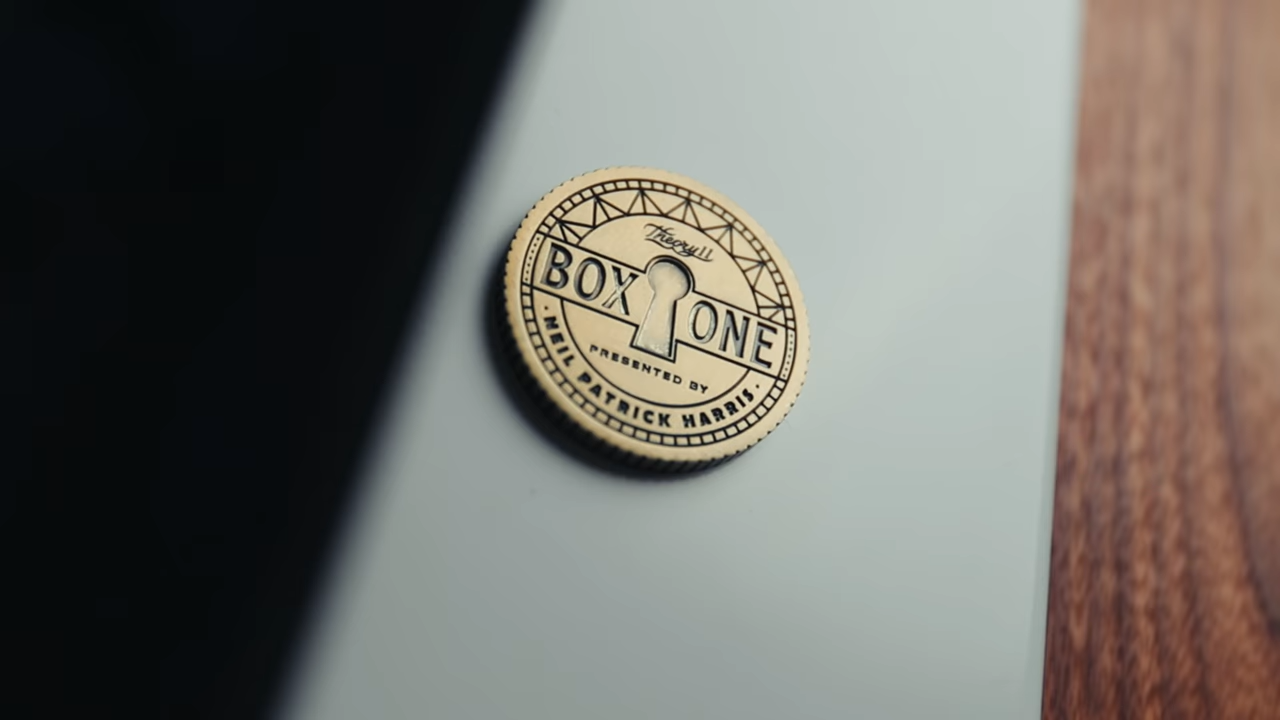 Theory11
BOX ONE
PRESENTED BY
· NEIL PATRICK HARRIS ·